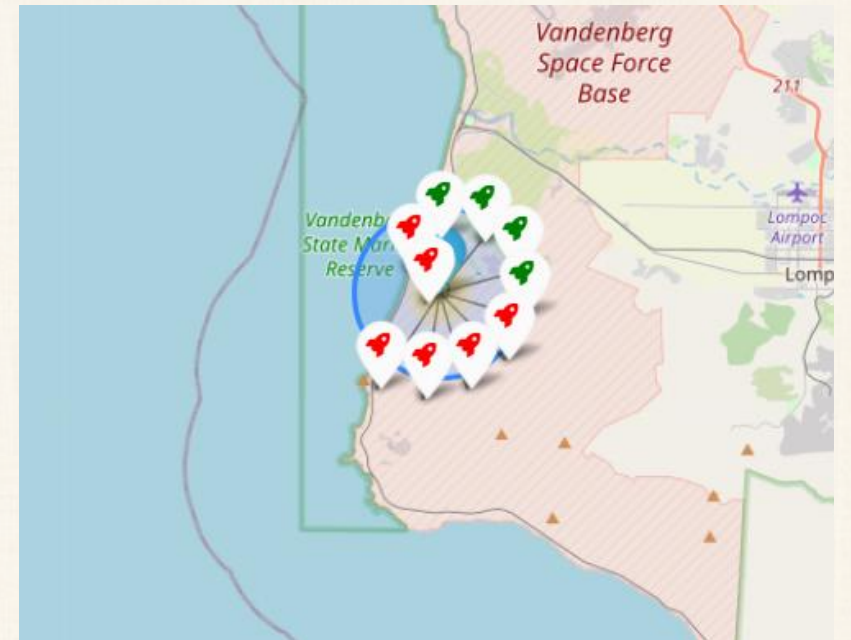 Vandenberg
Space Force
Base
211
Vandenb
State Mar
Reserve
Lompoc
Airport
Lomp